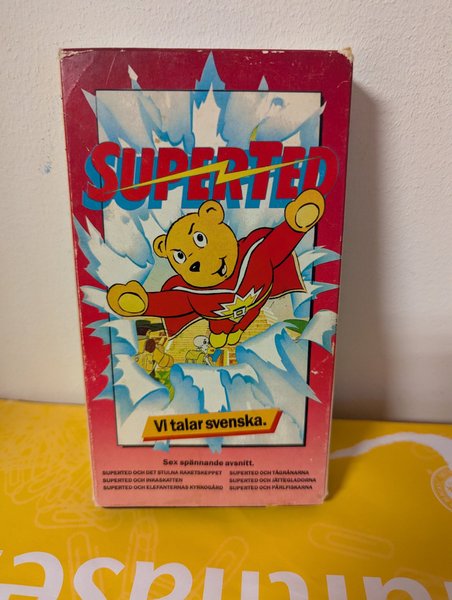 SUPERTED
Vi talar svenska.
Sex spännande avsnitt.
SUPERTED OCH DET STULNA RAKETSKEPPET SUPERTED OCH TÅGRÅNARNA
SUPERTED OCH INKASKATTEN SUPERTED OCH JÄTTEGLADORNA
SUPERTED OCH ELEFANTERNAS KYRKOGÅRD SUPERTED OCH PÄRLFISKARNA